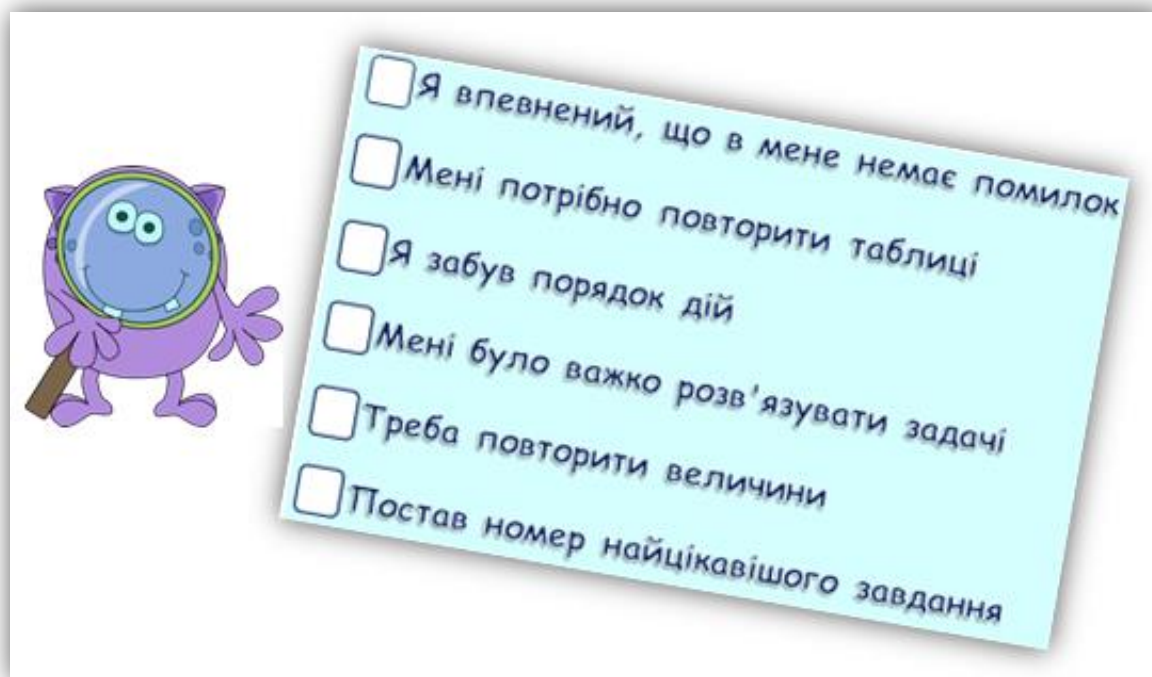 Я впевнений, що в мене немає помилок
Мені потрібно повторити таблиці
Я забув порядок дій
Мені було важко розв'язувати задачі
Треба повторити величини
Постав номер найцікавішого завдання